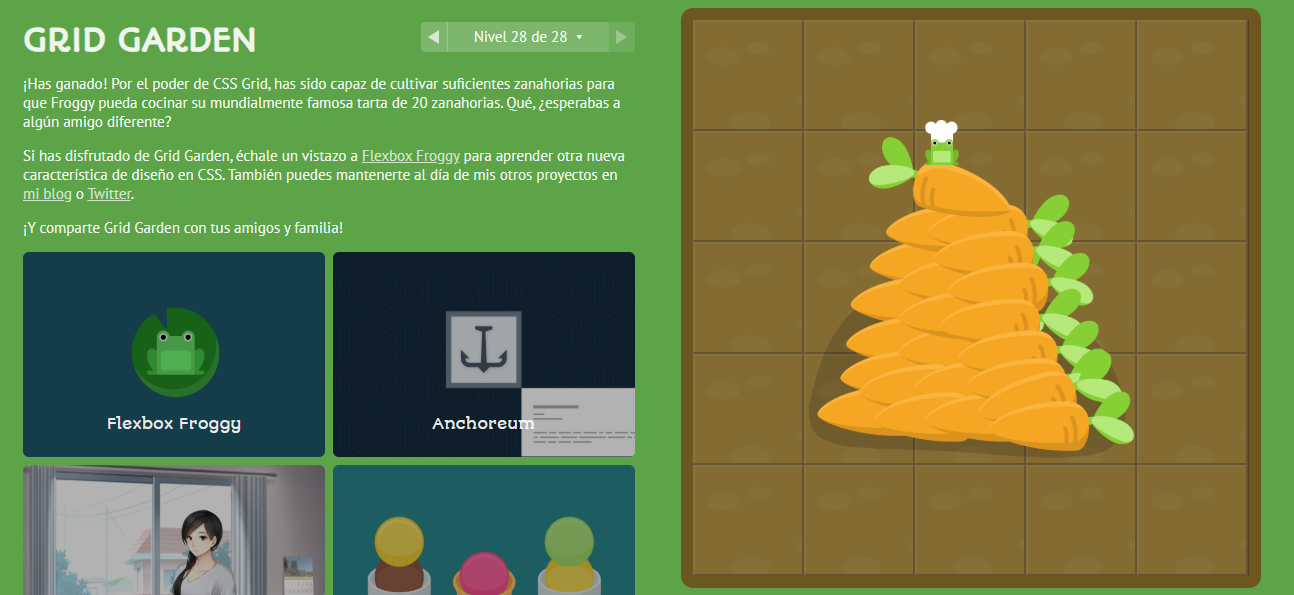 GRID GARDEN
Nivel 28 de 28
¡Has ganado! Por el poder de CSS Grid, has sido capaz de cultivar suficientes zanahorias para
que Froggy pueda cocinar su mundialmente famosa tarta de 20 zanahorias. Qué, ¿esperabas a
algún amigo diferente?
Si has disfrutado de Grid Garden, échale un vistazo a Flexbox Froggy para aprender otra nueva
característica de diseño en CSS. También puedes mantenerte al día de mis otros proyectos en
mi blog o Twitter.
¡Y comparte Grid Garden con tus amigos y familia!
Flexbox Froggy
Anchoreum